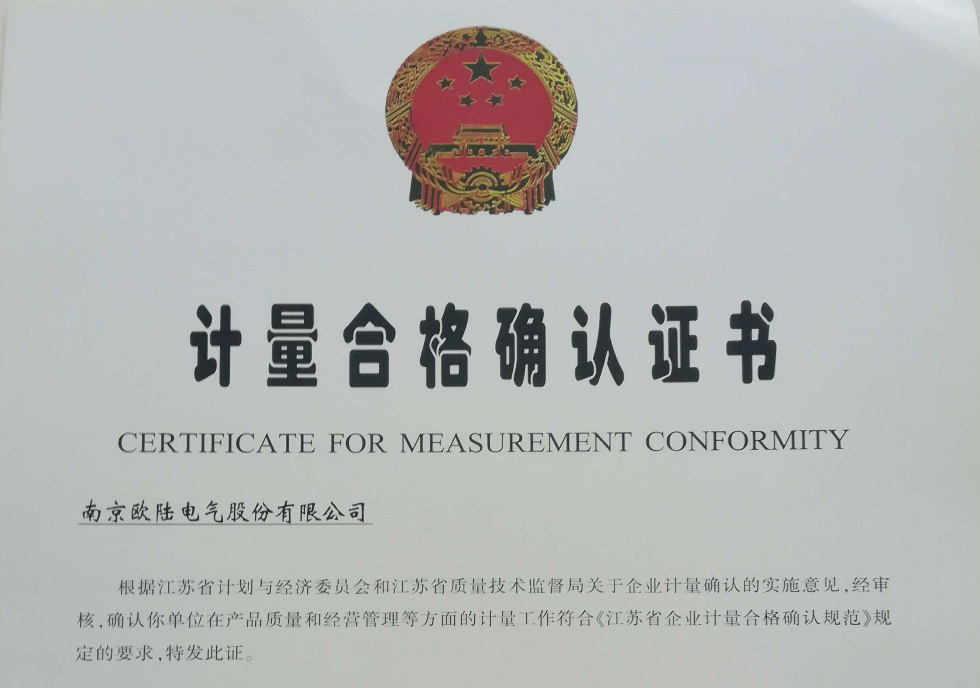 计量合格确认证书
CERTIFICATE FOR MEASUREMENT CONFORMITY
南京欧陆电气股份有限公司
根据江苏省计划与经济委员会和江苏省质量技术监督局关于企业计量确认的实施意见,经审
核,确认你单位在产品质量和经营管理等方面的计量工作符合《江苏省企业计量合格确认规范》规
定的要求,特发此证。